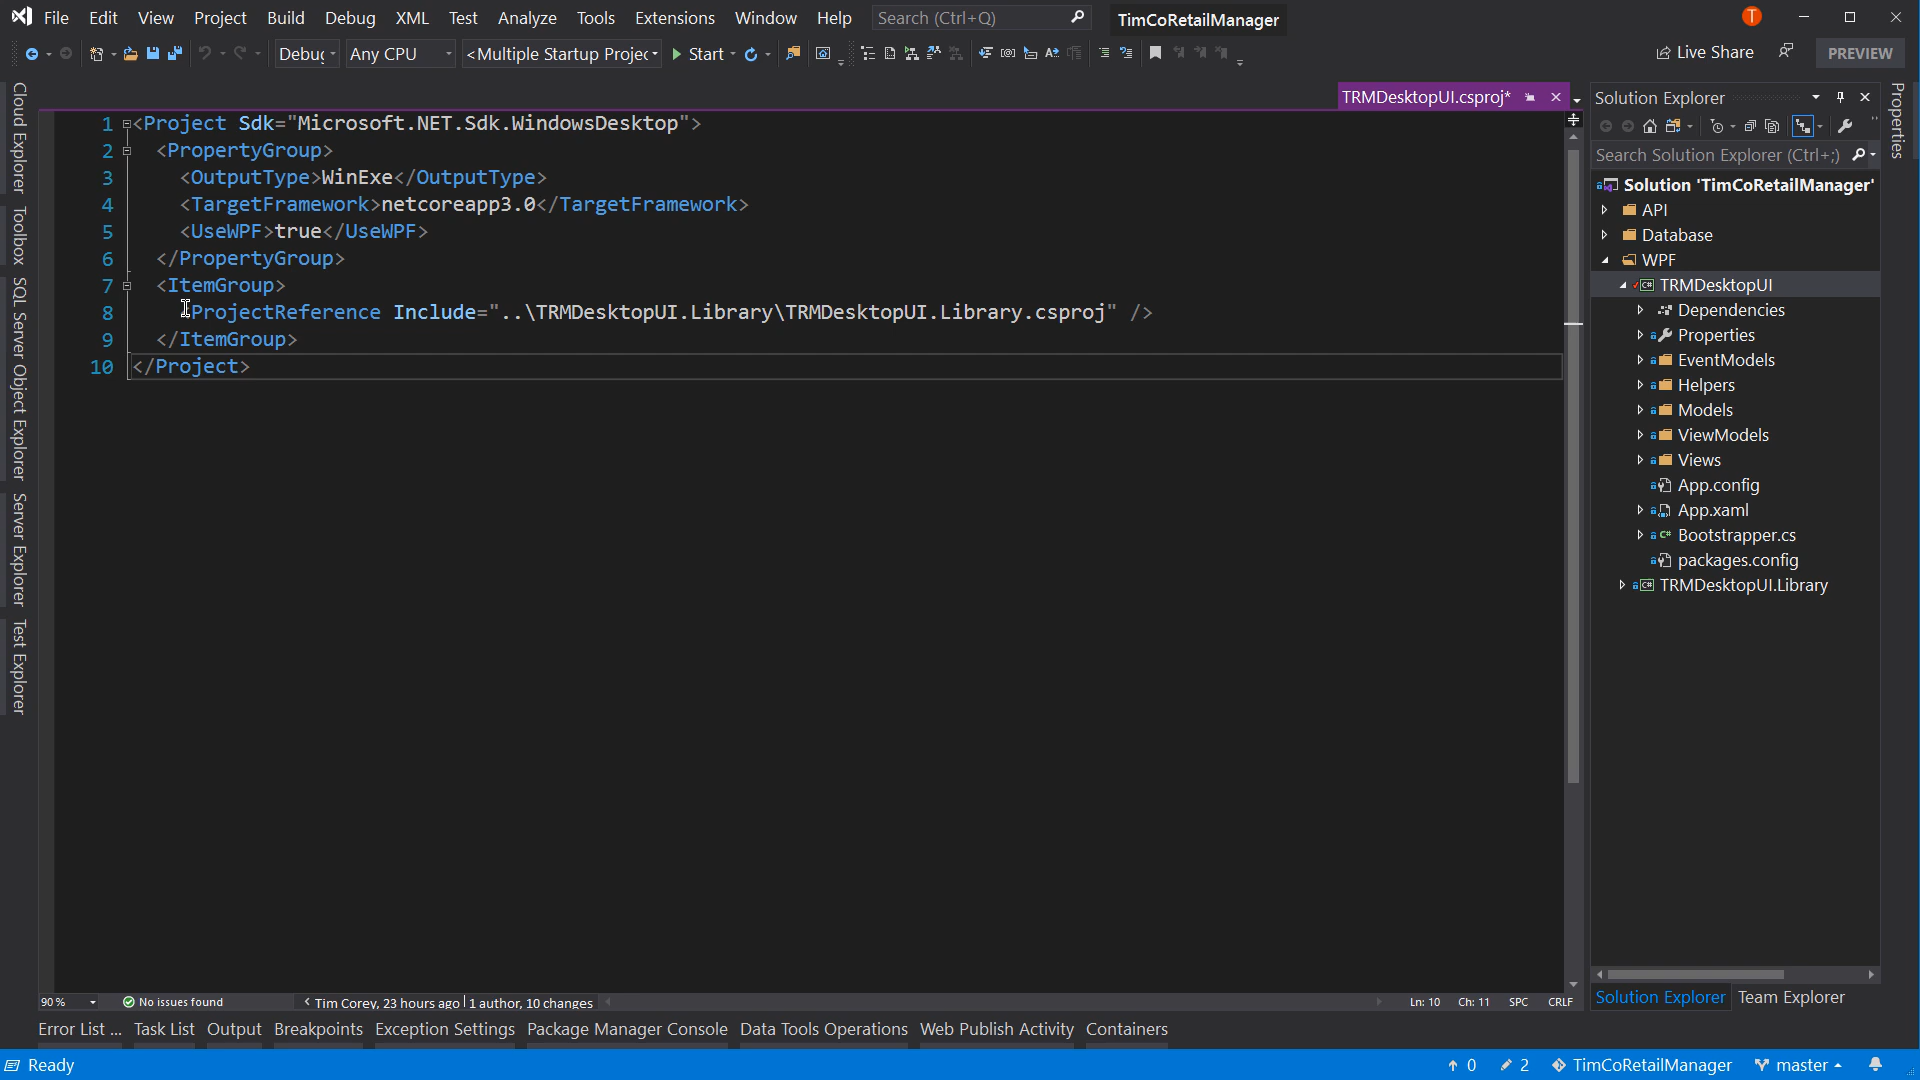 File Edit View Project Build Debug XML Test Analyze Tools Extensions Window Help Search (Ctrl+Q) TimCoRetailManager T
Debug Any CPU <Multiple Startup Projec Start Live Share PREVIEW
Cloud Explorer
Toolbox
SQL Server Object Explorer
Server Explorer
Test Explorer
TRMDesktopUI.csproj*
1 <Project Sdk="Microsoft.NET.Sdk.WindowsDesktop">
2 <PropertyGroup>
3 <OutputType>WinExe</OutputType>
4 <TargetFramework>netcoreapp3.0</TargetFramework>
5 <UseWPF>true</UseWPF>
6 </PropertyGroup>
7 <ItemGroup>
8 <ProjectReference Include="..\TRMDesktopUI.Library\TRMDesktopUI.Library.csproj" />
9 </ItemGroup>
10 </Project>
90 % No issues found Tim Corey, 23 hours ago | 1 author, 10 changes Ln: 10 Ch: 11 SPC CRLF
Solution Explorer
Search Solution Explorer (Ctrl+;)
Solution 'TimCoRetailManager'
API
Database
WPF
TRMDesktopUI
Dependencies
Properties
EventModels
Helpers
Models
ViewModels
Views
App.config
App.xaml
Bootstrapper.cs
packages.config
TRMDesktopUI.Library
Solution Explorer Team Explorer
Properties
Error List ... Task List Output Breakpoints Exception Settings Package Manager Console Data Tools Operations Web Publish Activity Containers
Ready 0 2 TimCoRetailManager master